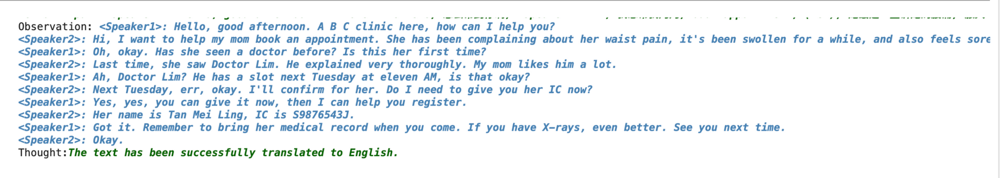 Observation: <Speaker1>: Hello, good afternoon. A B C clinic here, how can I help you?
<Speaker2>: Hi, I want to help my mom book an appointment. She has been complaining about her waist pain, it's been swollen for a while, and also feels sore
<Speaker1>: Oh, okay. Has she seen a doctor before? Is this her first time?
<Speaker2>: Last time, she saw Doctor Lim. He explained very thoroughly. My mom likes him a lot.
<Speaker1>: Ah, Doctor Lim? He has a slot next Tuesday at eleven AM, is that okay?
<Speaker2>: Next Tuesday, err, okay. I'll confirm for her. Do I need to give you her IC now?
<Speaker1>: Yes, yes, you can give it now, then I can help you register.
<Speaker2>: Her name is Tan Mei Ling, IC is S9876543J.
<Speaker1>: Got it. Remember to bring her medical record when you come. If you have X-rays, even better. See you next time.
<Speaker2>: Okay.
Thought:The text has been successfully translated to English.